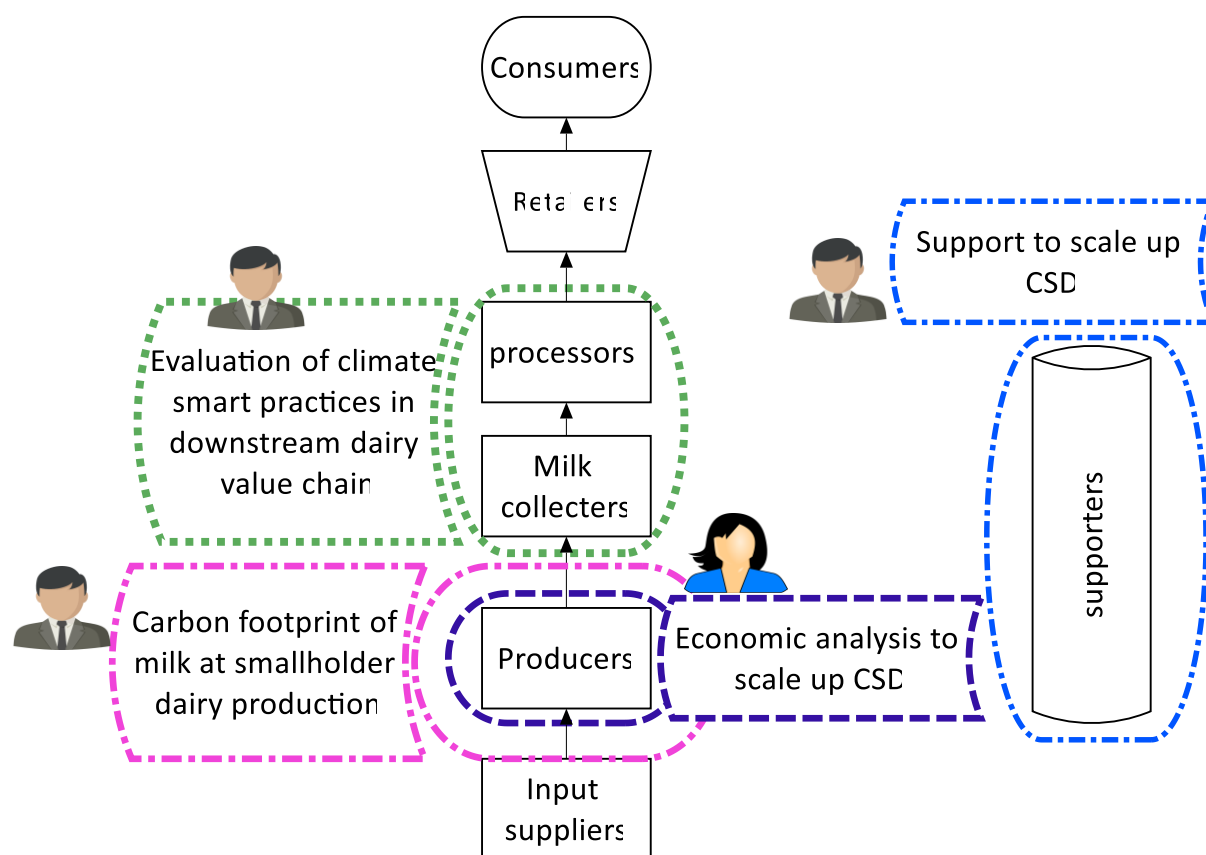 Consumers
Retailers
Support to scale up
CSD
processors
Evaluation of climate
smart practices in
downstream dairy
value chain
Milk
collecters
supporters
Carbon footprint of
milk at smallholder
dairy production
Producers
Economic analysis to
scale up CSD
Input
suppliers